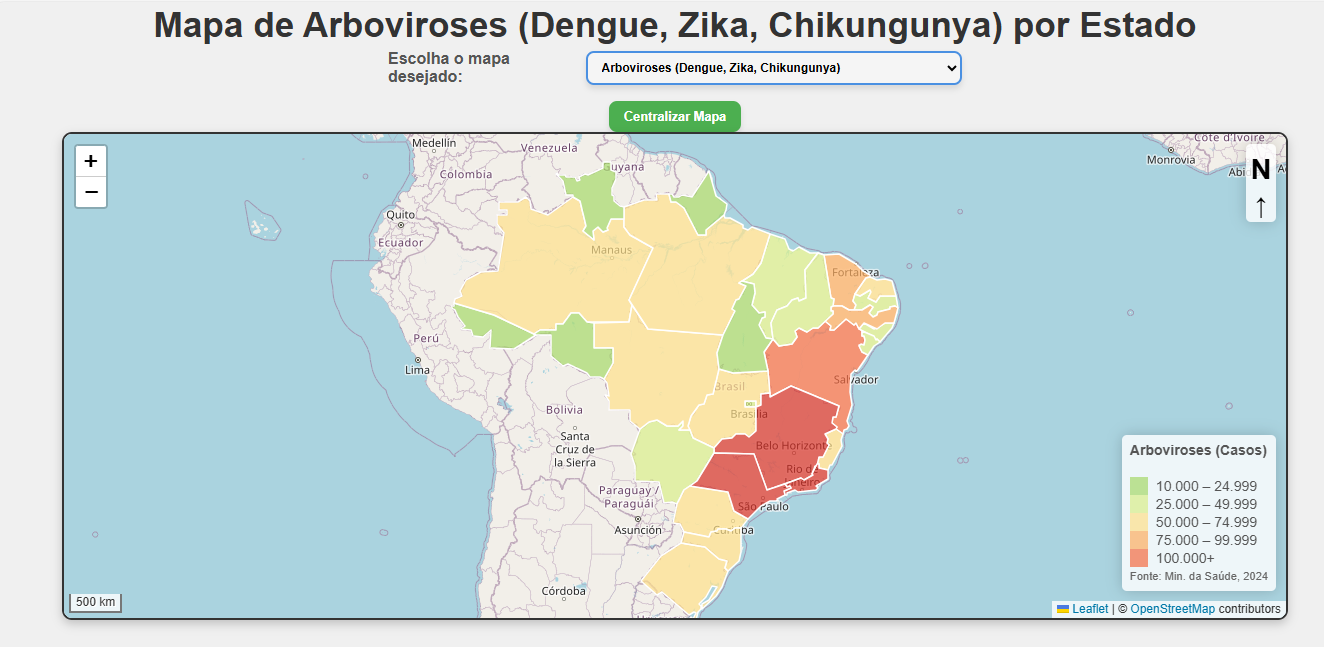 Mapa de Arboviroses (Dengue, Zika, Chikungunya) por Estado
Escolha o mapa
desejado:
Arboviroses (Dengue, Zika, Chikungunya)
Centralizar Mapa
+
−
N
↑
Medellín
Venezuela
Guyana
Colombia
Côte d'Ivoire
Monrovia
Quito
Ecuador
Manaus
Fortaleza
Perú
Lima
Brasil
Salvador
Brasília
Bolivia
Santa
Cruz de
la Sierra
Belo Horizonte
Rio de
Janeiro
São Paulo
Paraguay /
Paraguái
Asunción
Curitiba
Córdoba
Arboviroses (Casos)
10.000 – 24.999
25.000 – 49.999
50.000 – 74.999
75.000 – 99.999
100.000+
Fonte: Min. da Saúde, 2024
500 km
Leaflet | © OpenStreetMap contributors